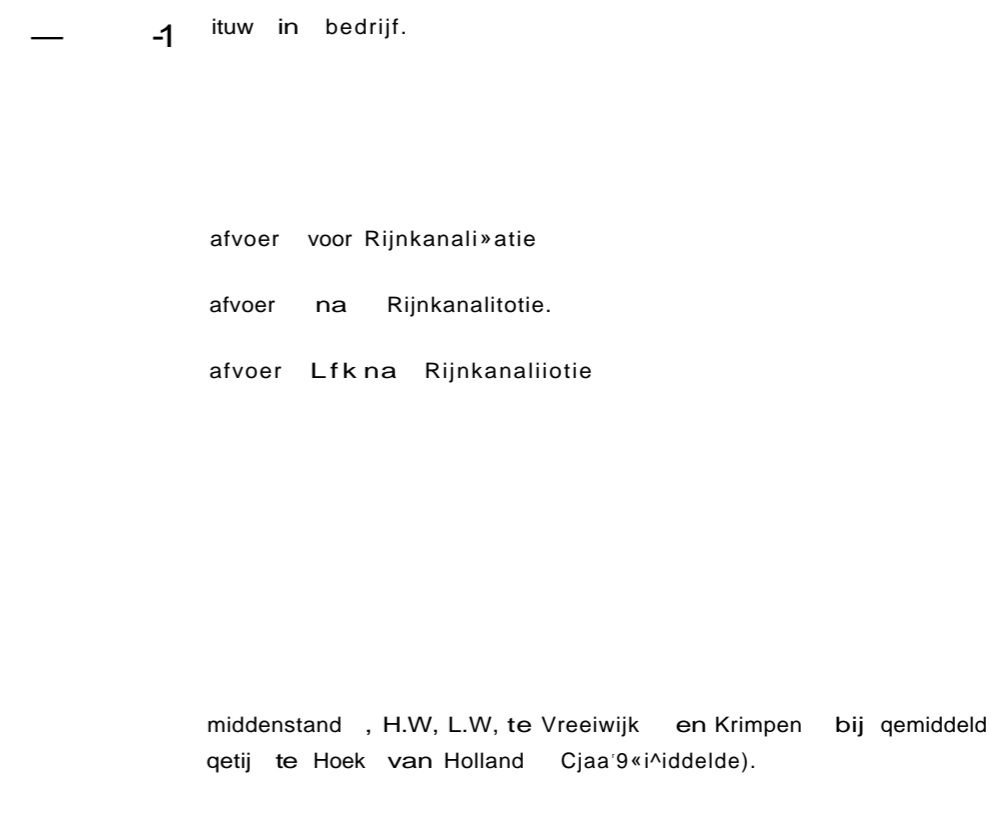 — -1 ituw in bedrijf.
afvoer voor Rijnkanali»atie
afvoer na Rijnkanalitotie.
afvoer Lfk na Rijnkanaliiotie
middenstand , H.W, L.W, te Vreeiwijk en Krimpen bij qemiddeld
qetij te Hoek van Holland Cjaa'9«i^iddelde).